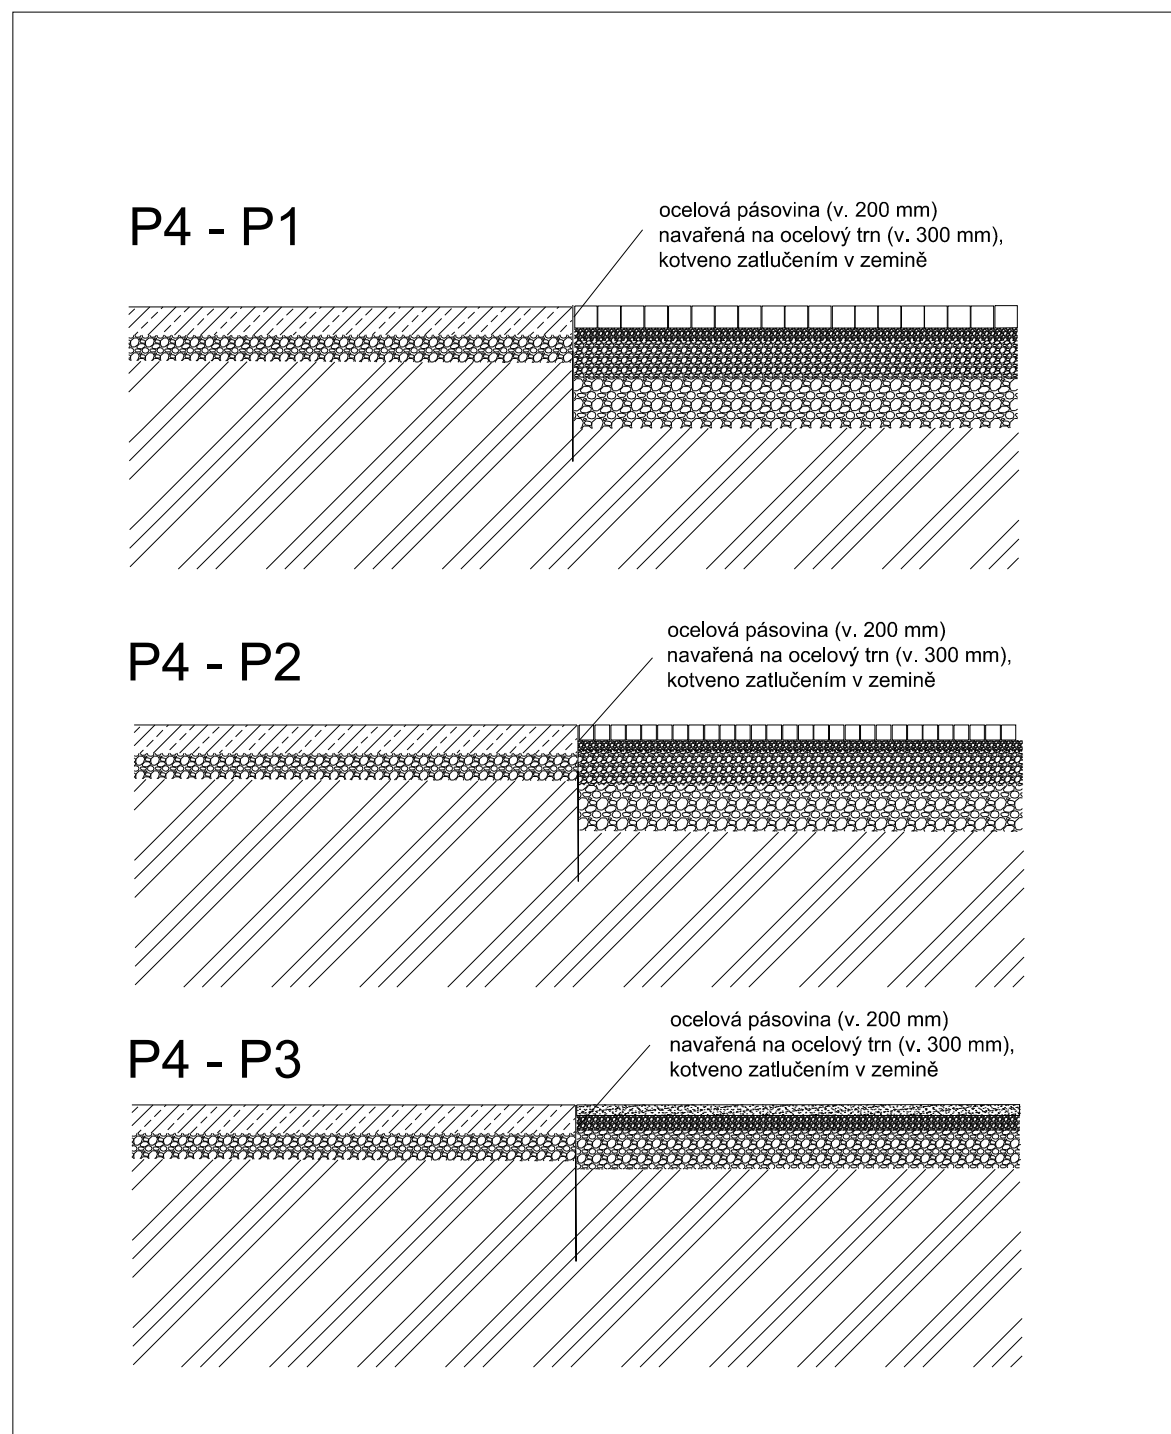 P4 - P1
ocelová pásovina (v. 200 mm)
navařená na ocelový trn (v. 300 mm),
kotveno zatlučením v zemině
P4 - P2
ocelová pásovina (v. 200 mm)
navařená na ocelový trn (v. 300 mm),
kotveno zatlučením v zemině
P4 - P3
ocelová pásovina (v. 200 mm)
navařená na ocelový trn (v. 300 mm),
kotveno zatlučením v zemině